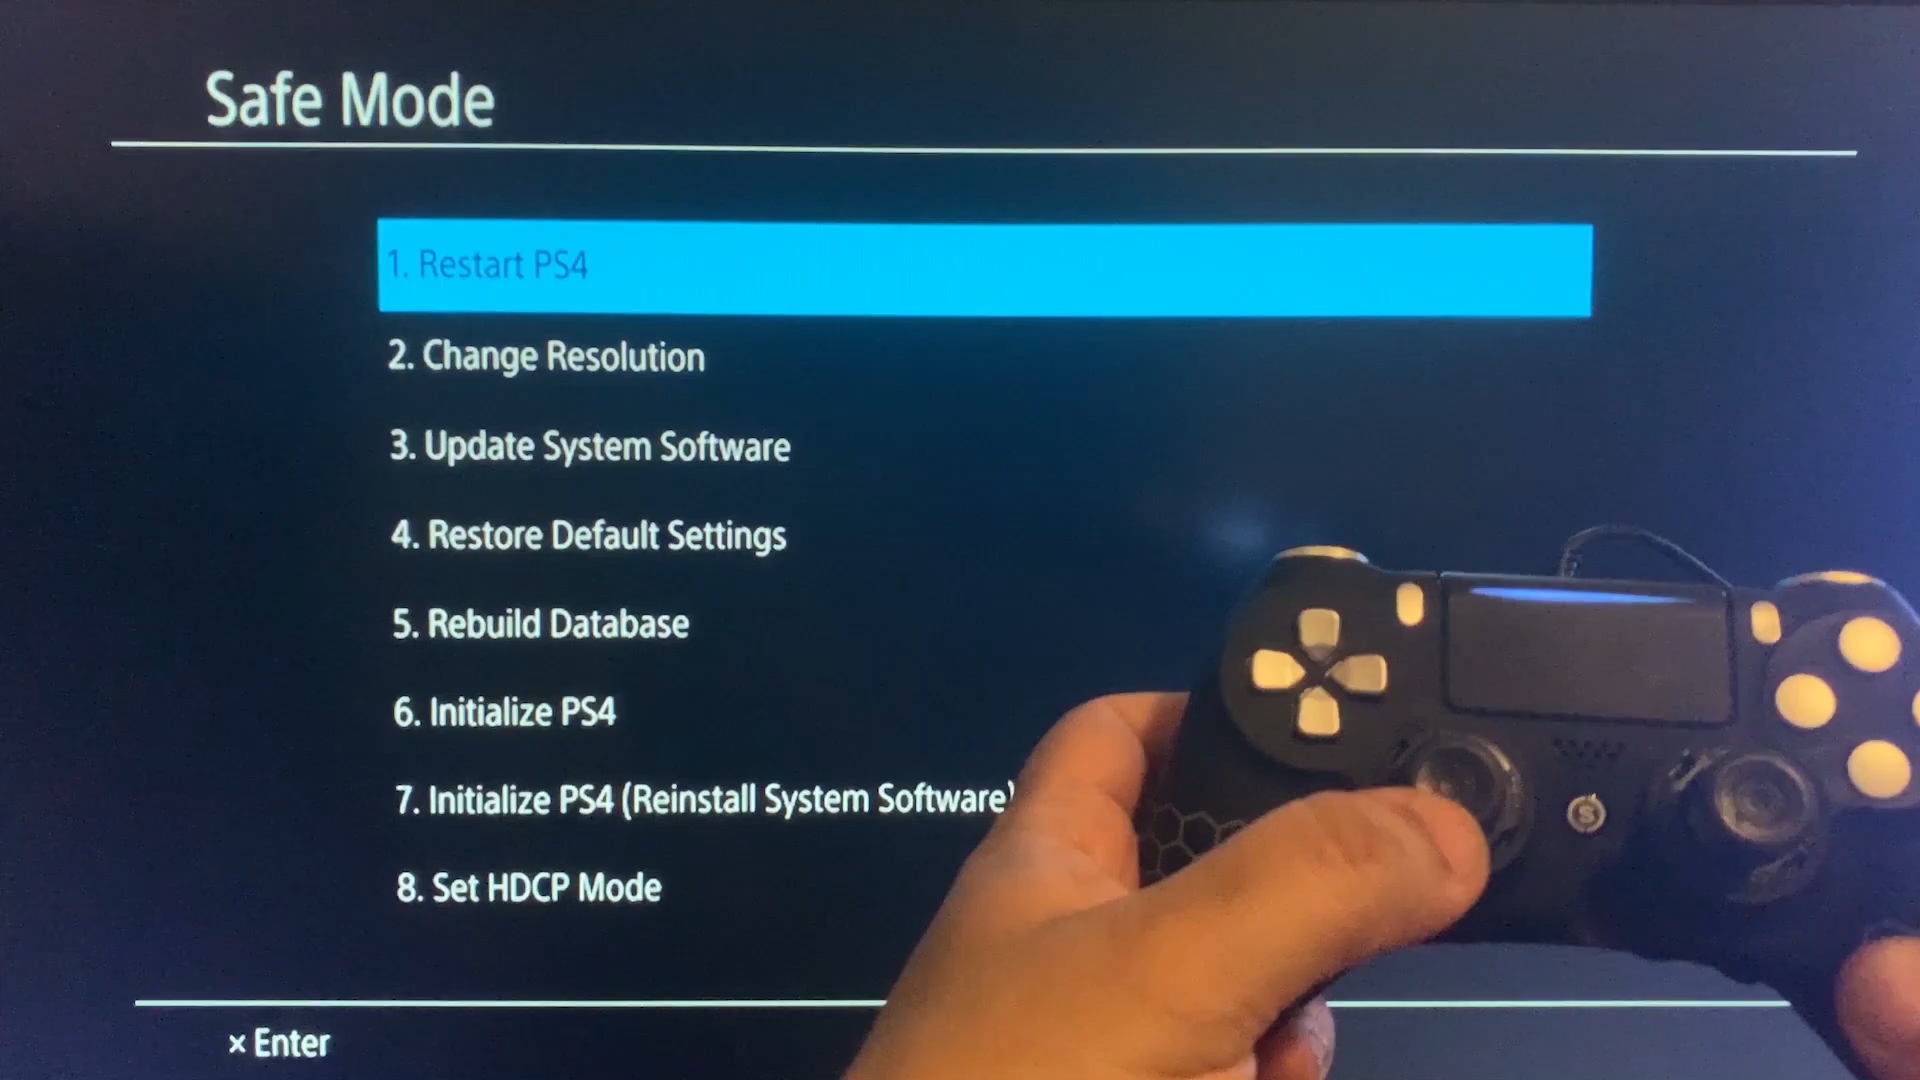 Safe Mode
1. Restart PS4
2. Change Resolution
3. Update System Software
4. Restore Default Settings
5. Rebuild Database
6. Initialize PS4
7. Initialize PS4 (Reinstall System Software)
8. Set HDCP Mode
× Enter
S